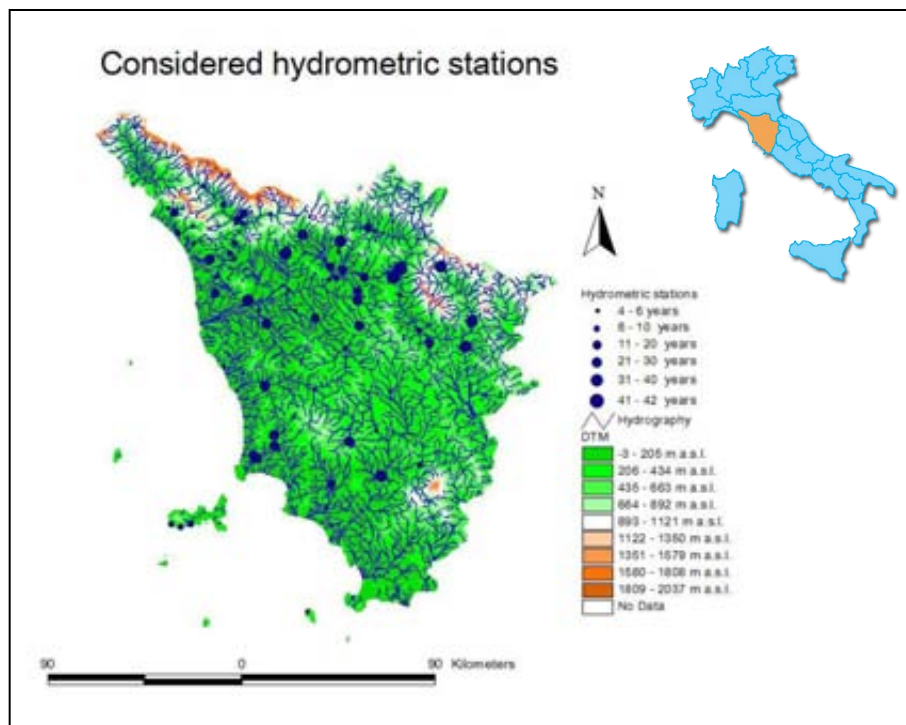 Considered hydrometric stations
N
Hydrometric stations
4 - 6 years
6 - 10 years
11 - 20 years
21 - 30 years
31 - 40 years
41 - 42 years
Hydrography
DTM
-3 - 205 m a.s.l.
206 - 434 m a.s.l.
435 - 663 m a.s.l.
664 - 892 m a.s.l.
893 - 1121 m a.s.l.
1122 - 1350 m a.s.l.
1351 - 1579 m a.s.l.
1580 - 1808 m a.s.l.
1809 - 2037 m a.s.l.
No Data
90 0 90 Kilometers